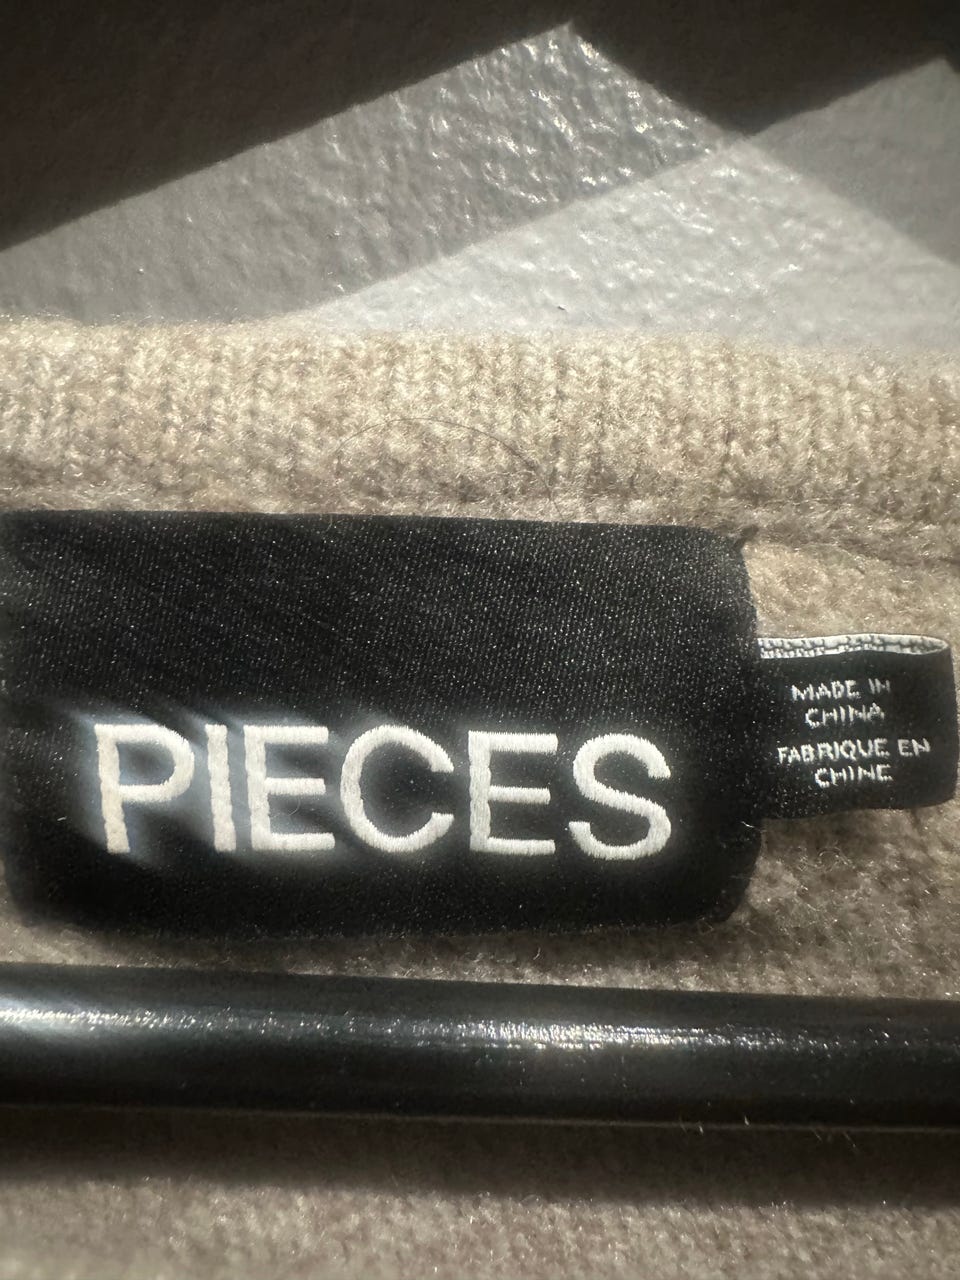 PIECES
MADE IN
CHINA
FABRIQUE EN
CHINE